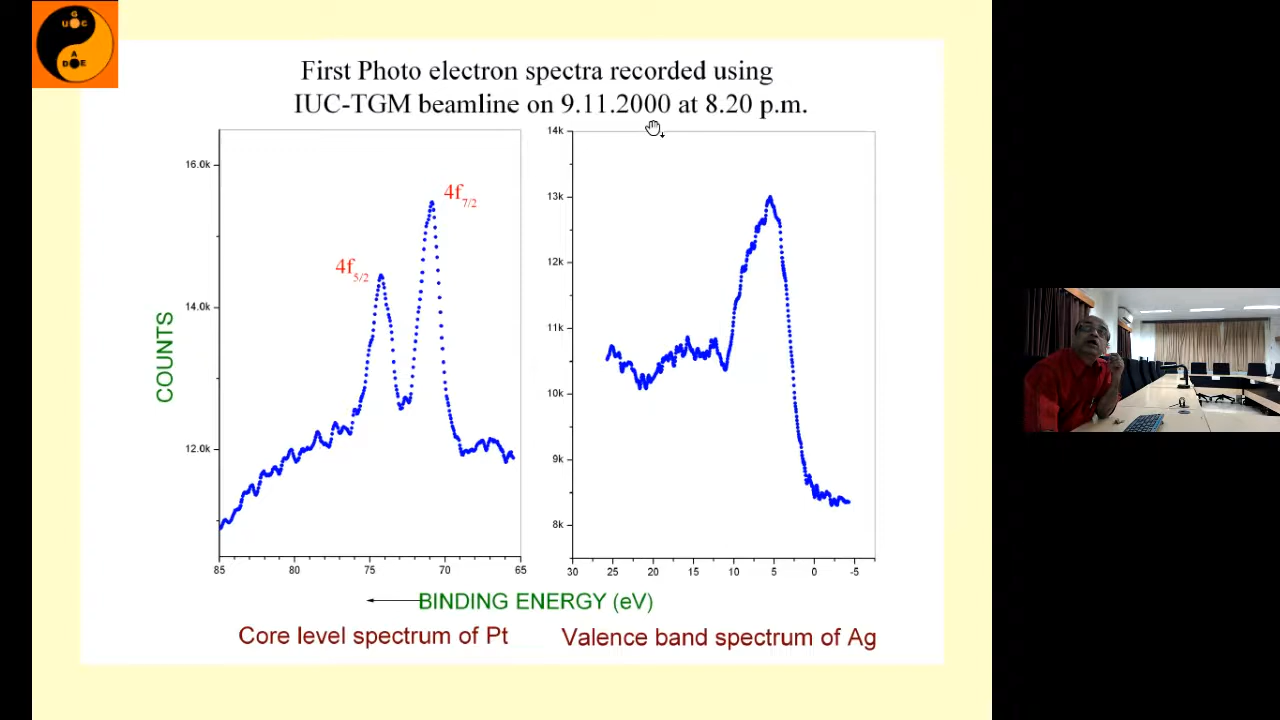 G
U C C
A
D E
First Photo electron spectra recorded using
IUC-TGM beamline on 9.11.2000 at 8.20 p.m.
16.0k
14.0k
12.0k
COUNTS
4f5/2
4f7/2
85 80 75 70 65
14k
13k
12k
11k
10k
9k
8k
30 25 20 15 10 5 0 -5
BINDING ENERGY (eV)
Core level spectrum of Pt
Valence band spectrum of Ag